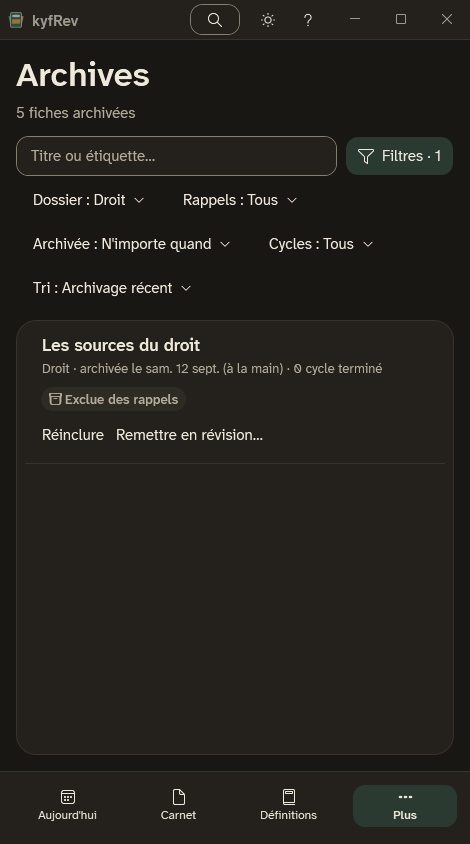 kyfRev
?
Archives
5 fiches archivées
Titre ou étiquette...
Filtres · 1
Dossier : Droit
Rappels : Tous
Archivée : N'importe quand
Cycles : Tous
Tri : Archivage récent
Les sources du droit
Droit · archivée le sam. 12 sept. (à la main) · 0 cycle terminé
Exclue des rappels
Réinclure Remettre en révision...
Aujourd'hui
Carnet
Définitions
Plus